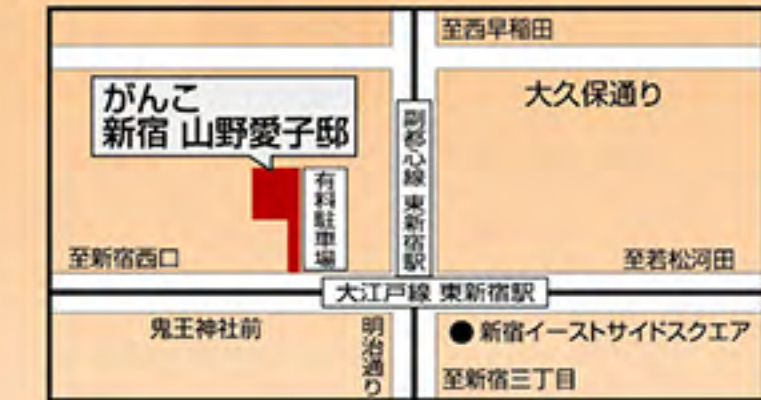 至西早稲田
大久保通り
がんこ
新宿 山野愛子邸
副都心線 東新宿駅
有料駐車場
至新宿西口
至若松河田
大江戸線 東新宿駅
鬼王神社前
明治通り
新宿イーストサイドスクエア
至新宿三丁目